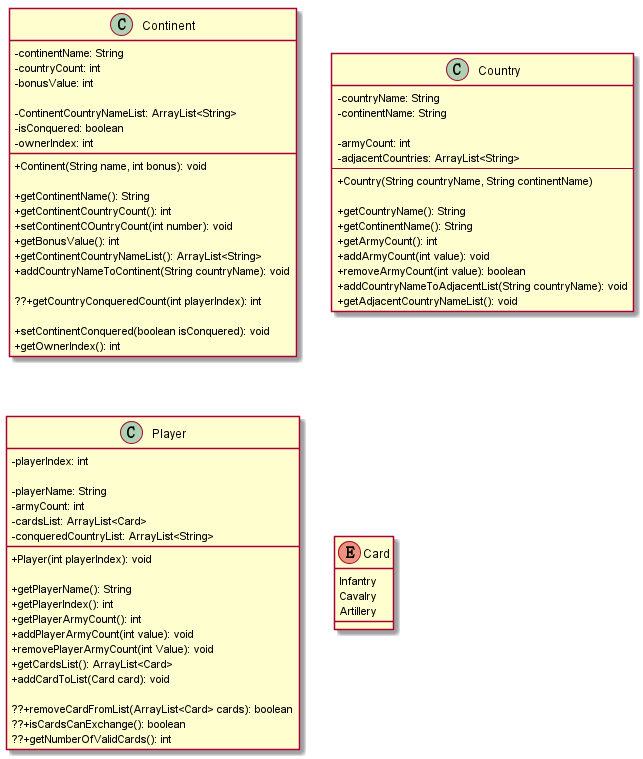 C Continent
-continentName: String
-countryCount: int
-bonusValue: int
-ContinentCountryNameList: ArrayList<String>
-isConquered: boolean
-ownerIndex: int
+Continent(String name, int bonus): void
+getContinentName(): String
+getContinentCountryCount(): int
+setContinentCOuntryCount(int number): void
+getBonusValue(): int
+getContinentCountryNameList(): ArrayList<String>
+addCountryNameToContinent(String countryName): void
??+getCountryConqueredCount(int playerIndex): int
+setContinentConquered(boolean isConquered): void
+getOwnerIndex(): int
C Country
-countryName: String
-continentName: String
-armyCount: int
-adjacentCountries: ArrayList<String>
+Country(String countryName, String continentName)
+getCountryName(): String
+getContinentName(): String
+getArmyCount(): int
+addArmyCount(int value): void
+removeArmyCount(int value): boolean
+addCountryNameToAdjacentList(String countryName): void
+getAdjacentCountryNameList(): void
C Player
-playerIndex: int
-playerName: String
-armyCount: int
-cardsList: ArrayList<Card>
-conqueredCountryList: ArrayList<String>
+Player(int playerIndex): void
+getPlayerName(): String
+getPlayerIndex(): int
+getPlayerArmyCount(): int
+addPlayerArmyCount(int value): void
+removePlayerArmyCount(int Value): void
+getCardsList(): ArrayList<Card>
+addCardToList(Card card): void
??+removeCardFromList(ArrayList<Card> cards): boolean
??+isCardsCanExchange(): boolean
??+getNumberOfValidCards(): int
E Card
Infantry
Cavalry
Artillery